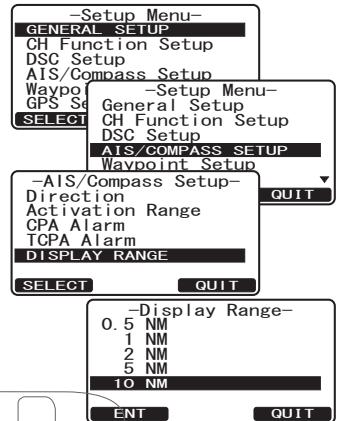 –Setup Menu–
GENERAL SETUP
CH Function Setup
DSC Setup
AIS/Compass Setup
Waypoi
GPS Se
SELECT
–Setup Menu–
General Setup
CH Function Setup
DSC Setup
AIS/COMPASS SETUP
Waypoint Setup
QUIT
–AIS/Compass Setup–
Direction
Activation Range
CPA Alarm
TCPA Alarm
DISPLAY RANGE
SELECT QUIT
–Display Range–
0.5 NM
1 NM
2 NM
5 NM
10 NM
ENT QUIT